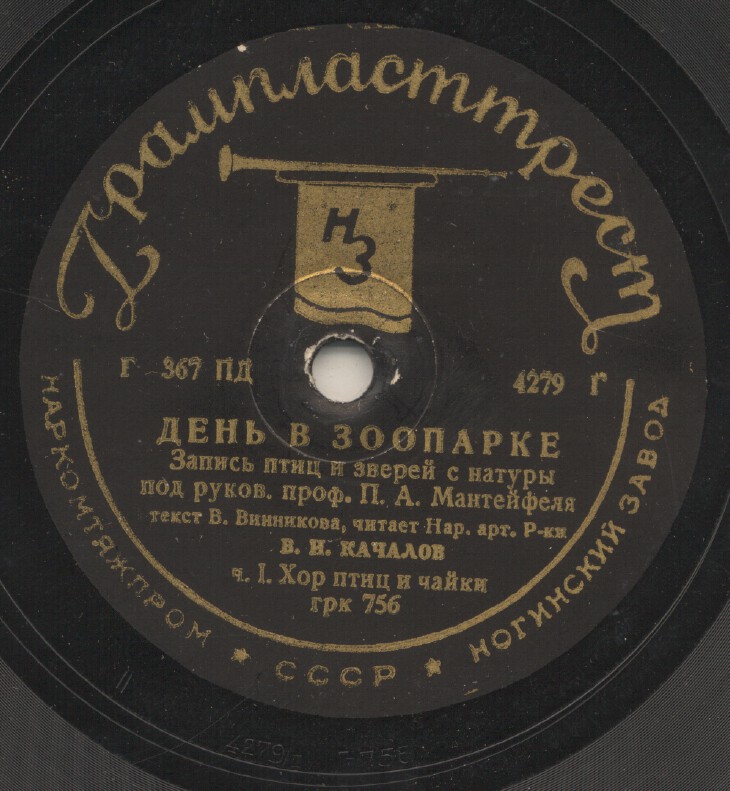 Грампласттрест
НЗ
Г 367 ПД
4279 Г
ДЕНЬ В ЗООПАРКЕ
Запись птиц и зверей с натуры
под руков. проф. П. А. Мантейфеля
текст В. Винникова, читает Нар. арт. Р-ки
В. И. КАЧАЛОВ
ч. I. Хор птиц и чайки
грк 756
НАРКОМТЯЖПРОМ ★ СССР ★ НОГИНСКИЙ ЗАВОД